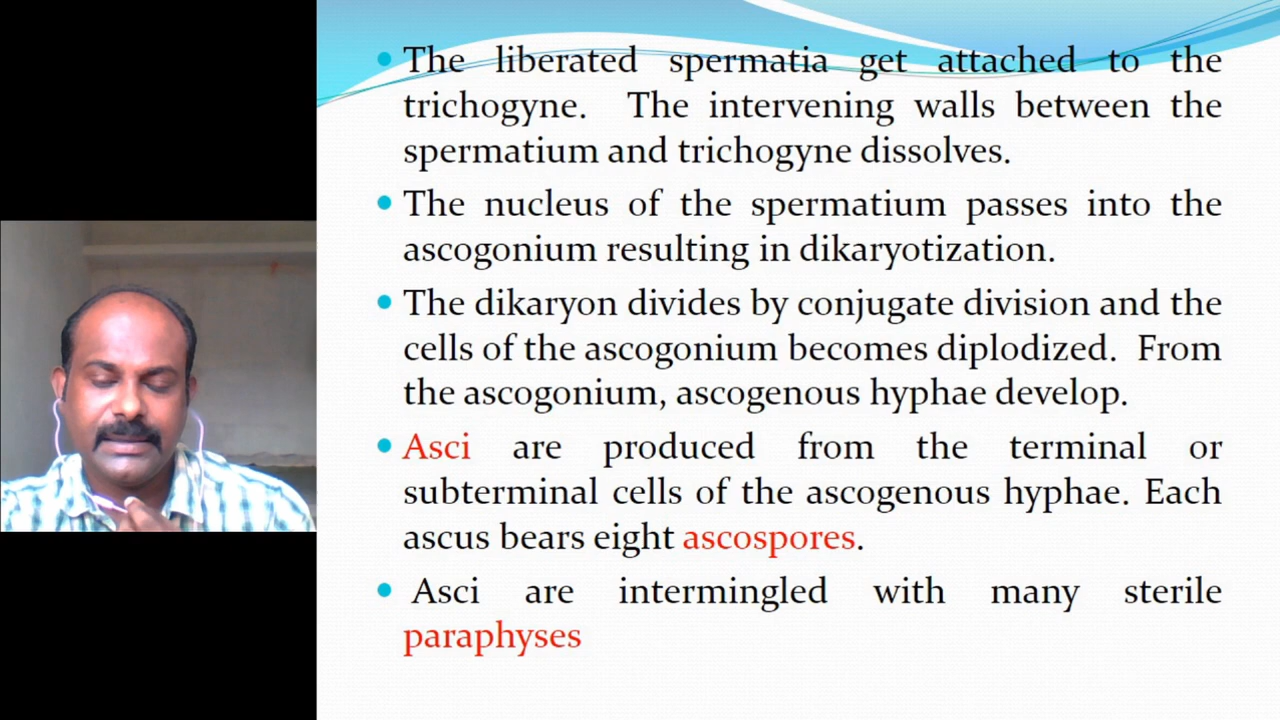 The liberated spermatia get attached to the
trichogyne. The intervening walls between the
spermatium and trichogyne dissolves.
The nucleus of the spermatium passes into the
ascogonium resulting in dikaryotization.
The dikaryon divides by conjugate division and the
cells of the ascogonium becomes diplodized. From
the ascogonium, ascogenous hyphae develop.
Asci are produced from the terminal or
subterminal cells of the ascogenous hyphae. Each
ascus bears eight ascospores.
Asci are intermingled with many sterile
paraphyses